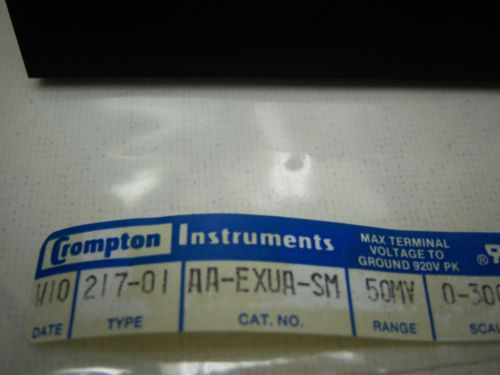 Crompton Instruments
MAX TERMINAL
VOLTAGE TO
GROUND 920V PK
®
217-01 AA-EXUA-SM 50MV
DATE TYPE CAT. NO. RANGE